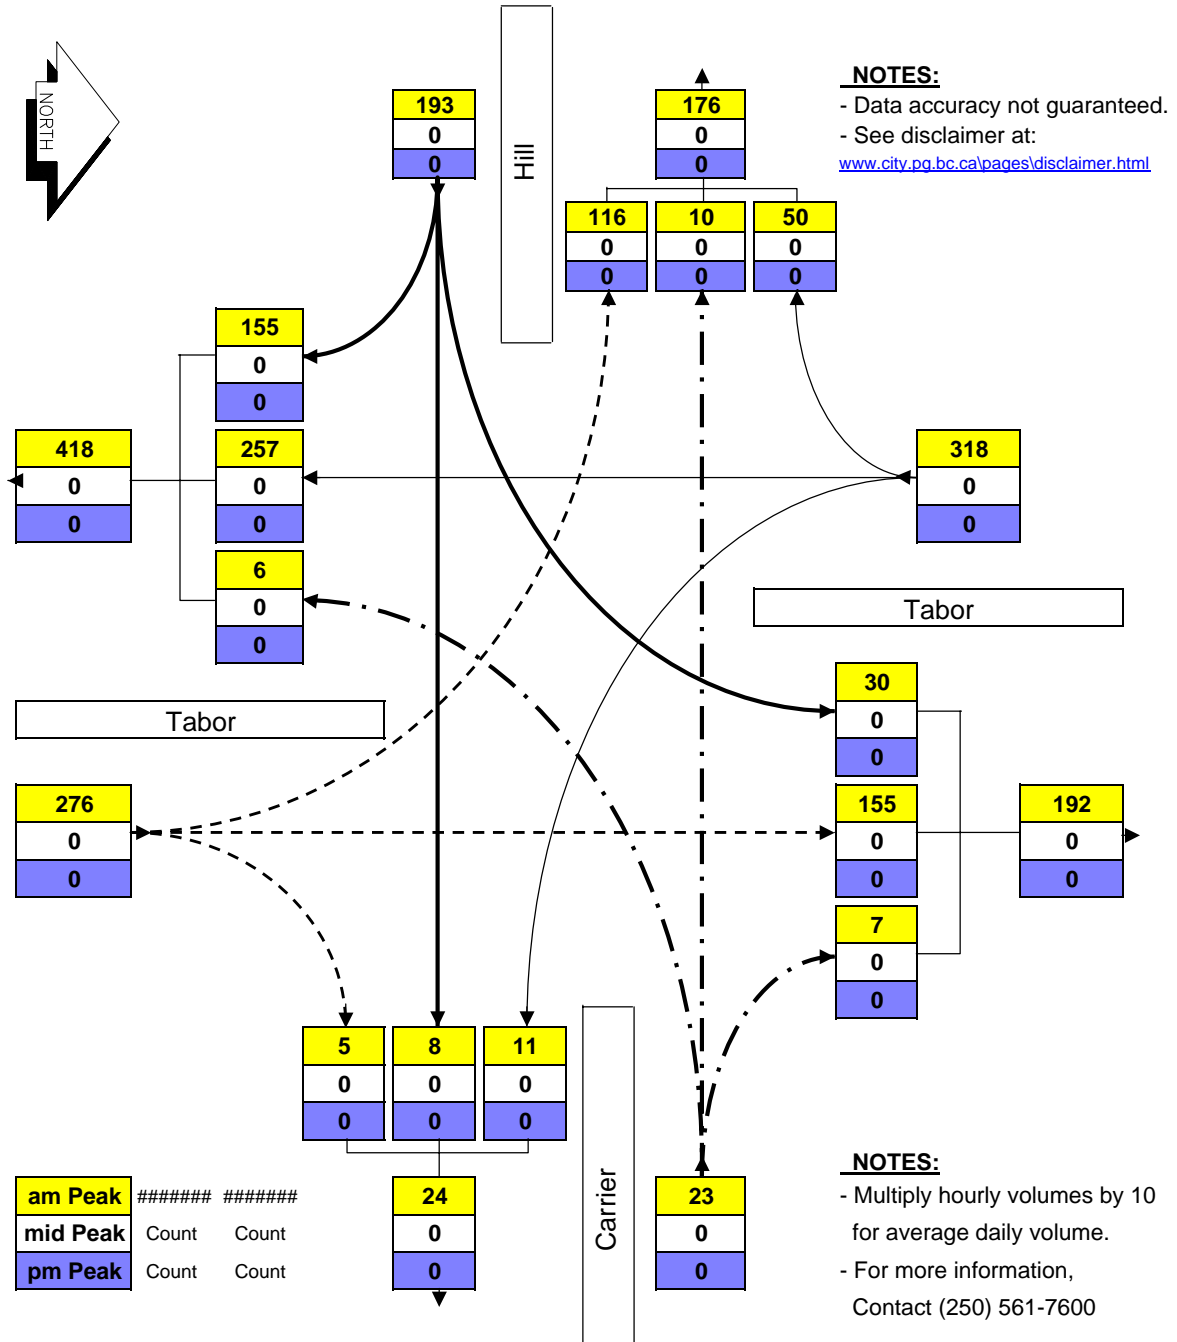 NORTH
193
0
0
Hill
176
0
0
NOTES:
- Data accuracy not guaranteed.
- See disclaimer at:
www.city.pg.bc.ca\pages\disclaimer.html
116 10 50
0 0 0
0 0 0
155
0
0
418 257 318
0 0 0
0 0 0
6
0
0
Tabor
30
0
0
Tabor
276 155 192
0 0 0
0 0 0
7
0
0
5 8 11
0 0 0
0 0 0
Carrier
am Peak ####### #######
mid Peak Count Count
pm Peak Count Count
24 23
0 0
0 0
NOTES:
- Multiply hourly volumes by 10
for average daily volume.
- For more information,
Contact (250) 561-7600